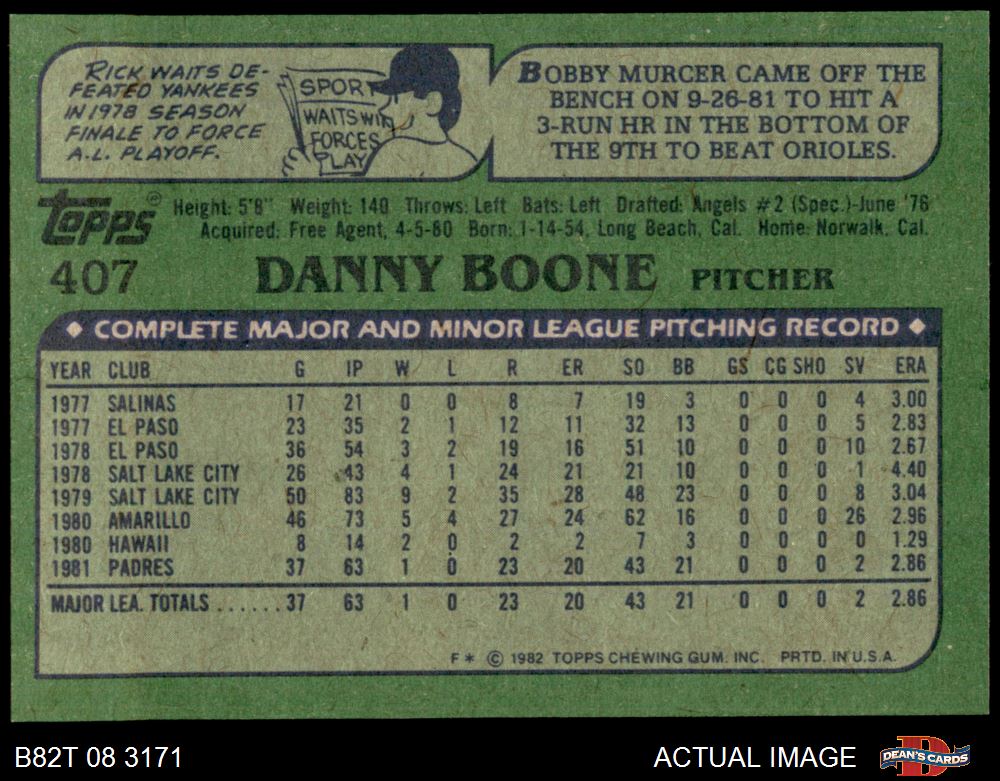 RICK WAITS DE-
FEATED YANKEES
IN 1978 SEASON
FINALE TO FORCE
A.L. PLAYOFF.
SPORT
WAITS WIN
FORCES
PLAY
BOBBY MURCER CAME OFF THE
BENCH ON 9-26-81 TO HIT A
3-RUN HR IN THE BOTTOM OF
THE 9TH TO BEAT ORIOLES.
Topps® Height: 5'8" Weight: 140 Throws: Left Bats: Left Drafted: Angels #2 (Spec.)-June '76
Acquired: Free Agent, 4-5-80 Born: 1-14-54, Long Beach, Cal. Home: Norwalk, Cal.
407 DANNY BOONE PITCHER
◆ COMPLETE MAJOR AND MINOR LEAGUE PITCHING RECORD ◆
YEAR CLUB G IP W L R ER SO BB GS CG SHO SV ERA
1977 SALINAS 17 21 0 0 8 7 19 3 0 0 0 4 3.00
1977 EL PASO 23 35 2 1 12 11 32 13 0 0 0 5 2.83
1978 EL PASO 36 54 3 2 19 16 51 10 0 0 0 10 2.67
1978 SALT LAKE CITY 26 43 4 1 24 21 21 10 0 0 0 1 4.40
1979 SALT LAKE CITY 50 83 9 2 35 28 48 23 0 0 0 8 3.04
1980 AMARILLO 46 73 5 4 27 24 62 16 0 0 0 26 2.96
1980 HAWAII 8 14 2 0 2 2 7 3 0 0 0 0 1.29
1981 PADRES 37 63 1 0 23 20 43 21 0 0 0 2 2.86
MAJOR LEA. TOTALS ...... 37 63 1 0 23 20 43 21 0 0 0 2 2.86
F* © 1982 TOPPS CHEWING GUM, INC. PRTD. IN U.S.A.
B82T 08 3171 ACTUAL IMAGE DEAN'S CARDS